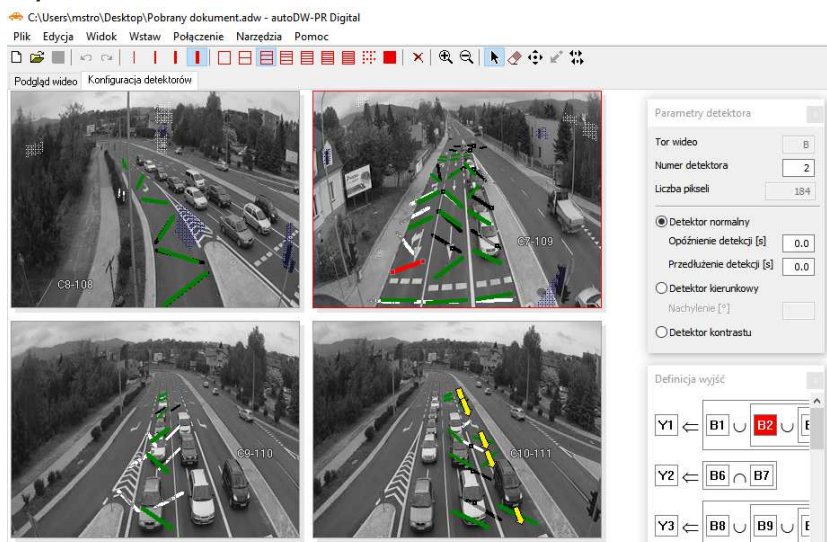 C:\Users\mstro\Desktop\Pobrany dokument.adw - autoDW-PR Digital
Plik Edycja Widok Wstaw Połączenie Narzędzia Pomoc
Podgląd wideo Konfiguracja detektorów
C8-108
C7-109
C9-110
C10-111
Parametry detektora
Tor wideo B
Numer detektora 2
Liczba pikseli 184
Detektor normalny
Opóźnienie detekcji [s] 0.0
Przedłużenie detekcji [s] 0.0
Detektor kierunkowy
Nachylenie [°]
Detektor kontrastu
Definicja wyjść
Y1 ⇐ B1 ∪ B2 ∪
Y2 ⇐ B6 ∩ B7
Y3 ⇐ B8 ∪ B9 ∪